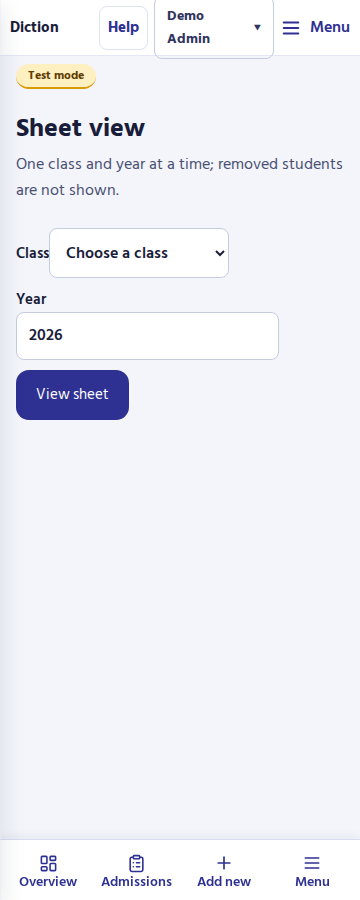 Diction
Help
Demo Admin
Menu
Test mode
Sheet view
One class and year at a time; removed students
are not shown.
Class
Choose a class
Year
2026
View sheet
Overview
Admissions
Add new
Menu